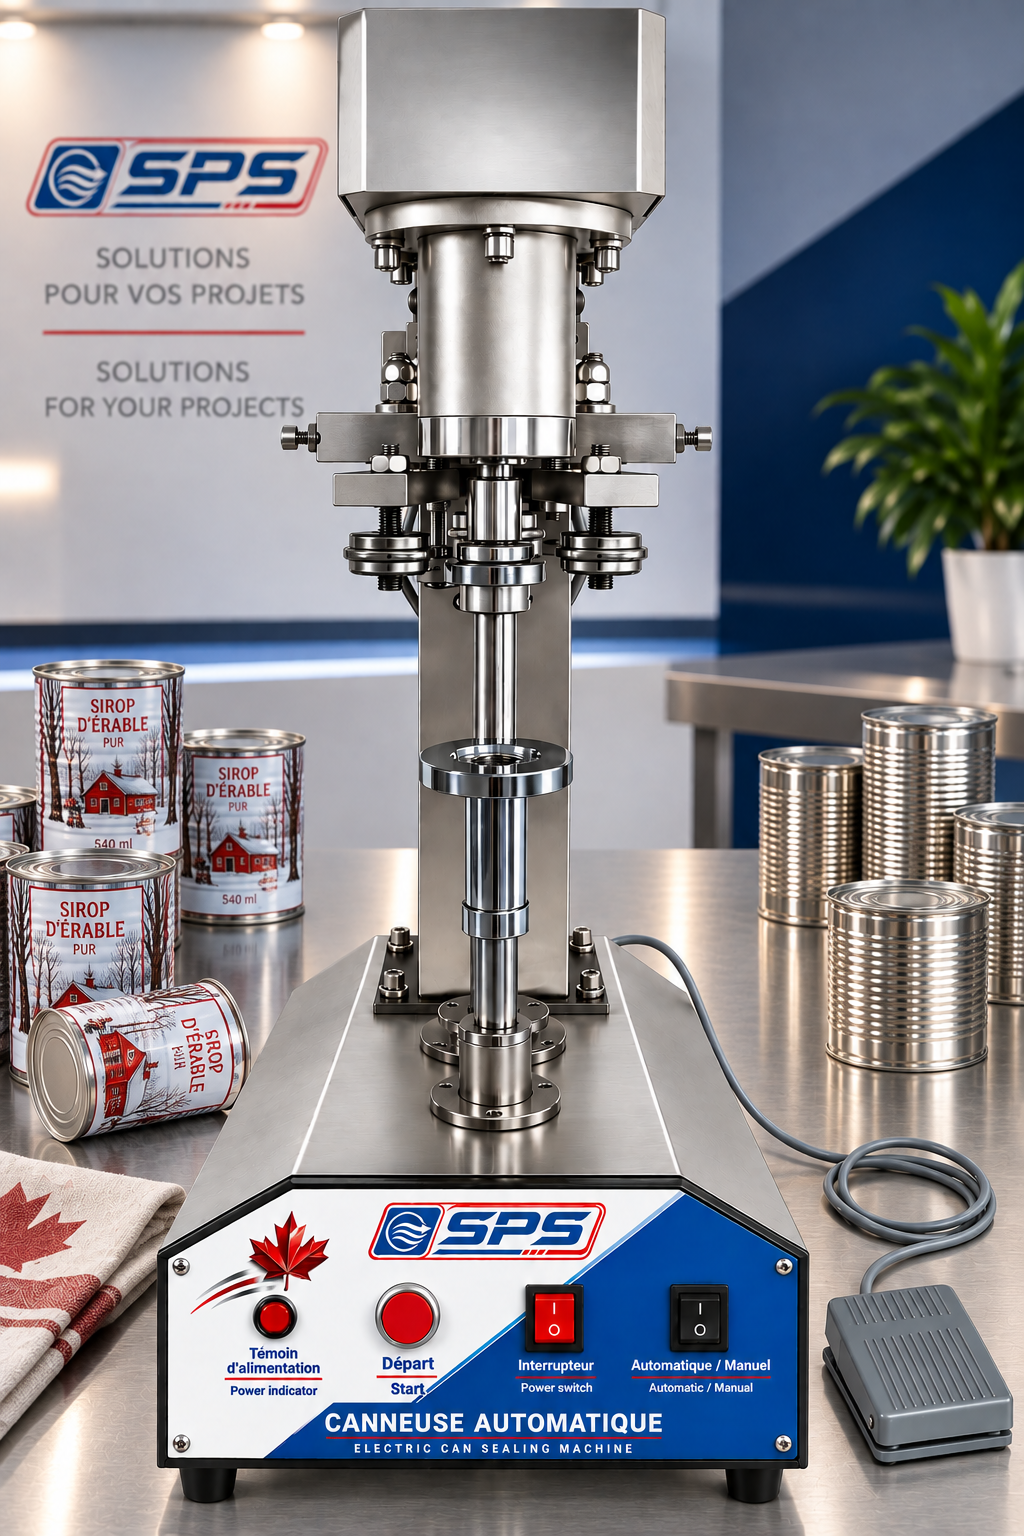 SPS
SOLUTIONS
POUR VOS PROJETS
SOLUTIONS
FOR YOUR PROJECTS
SIROP
D'ÉRABLE
PUR
540 ml
SIROP
D'ÉRABLE
PUR
540 ml
SIROP
D'ÉRABLE
PUR
SIROP
D'ÉRABLE
PUR
SPS
Témoin
d'alimentation
Power indicator
Départ
Start
Interrupteur
Power switch
Automatique / Manuel
Automatic / Manual
CANNEUSE AUTOMATIQUE
ELECTRIC CAN SEALING MACHINE